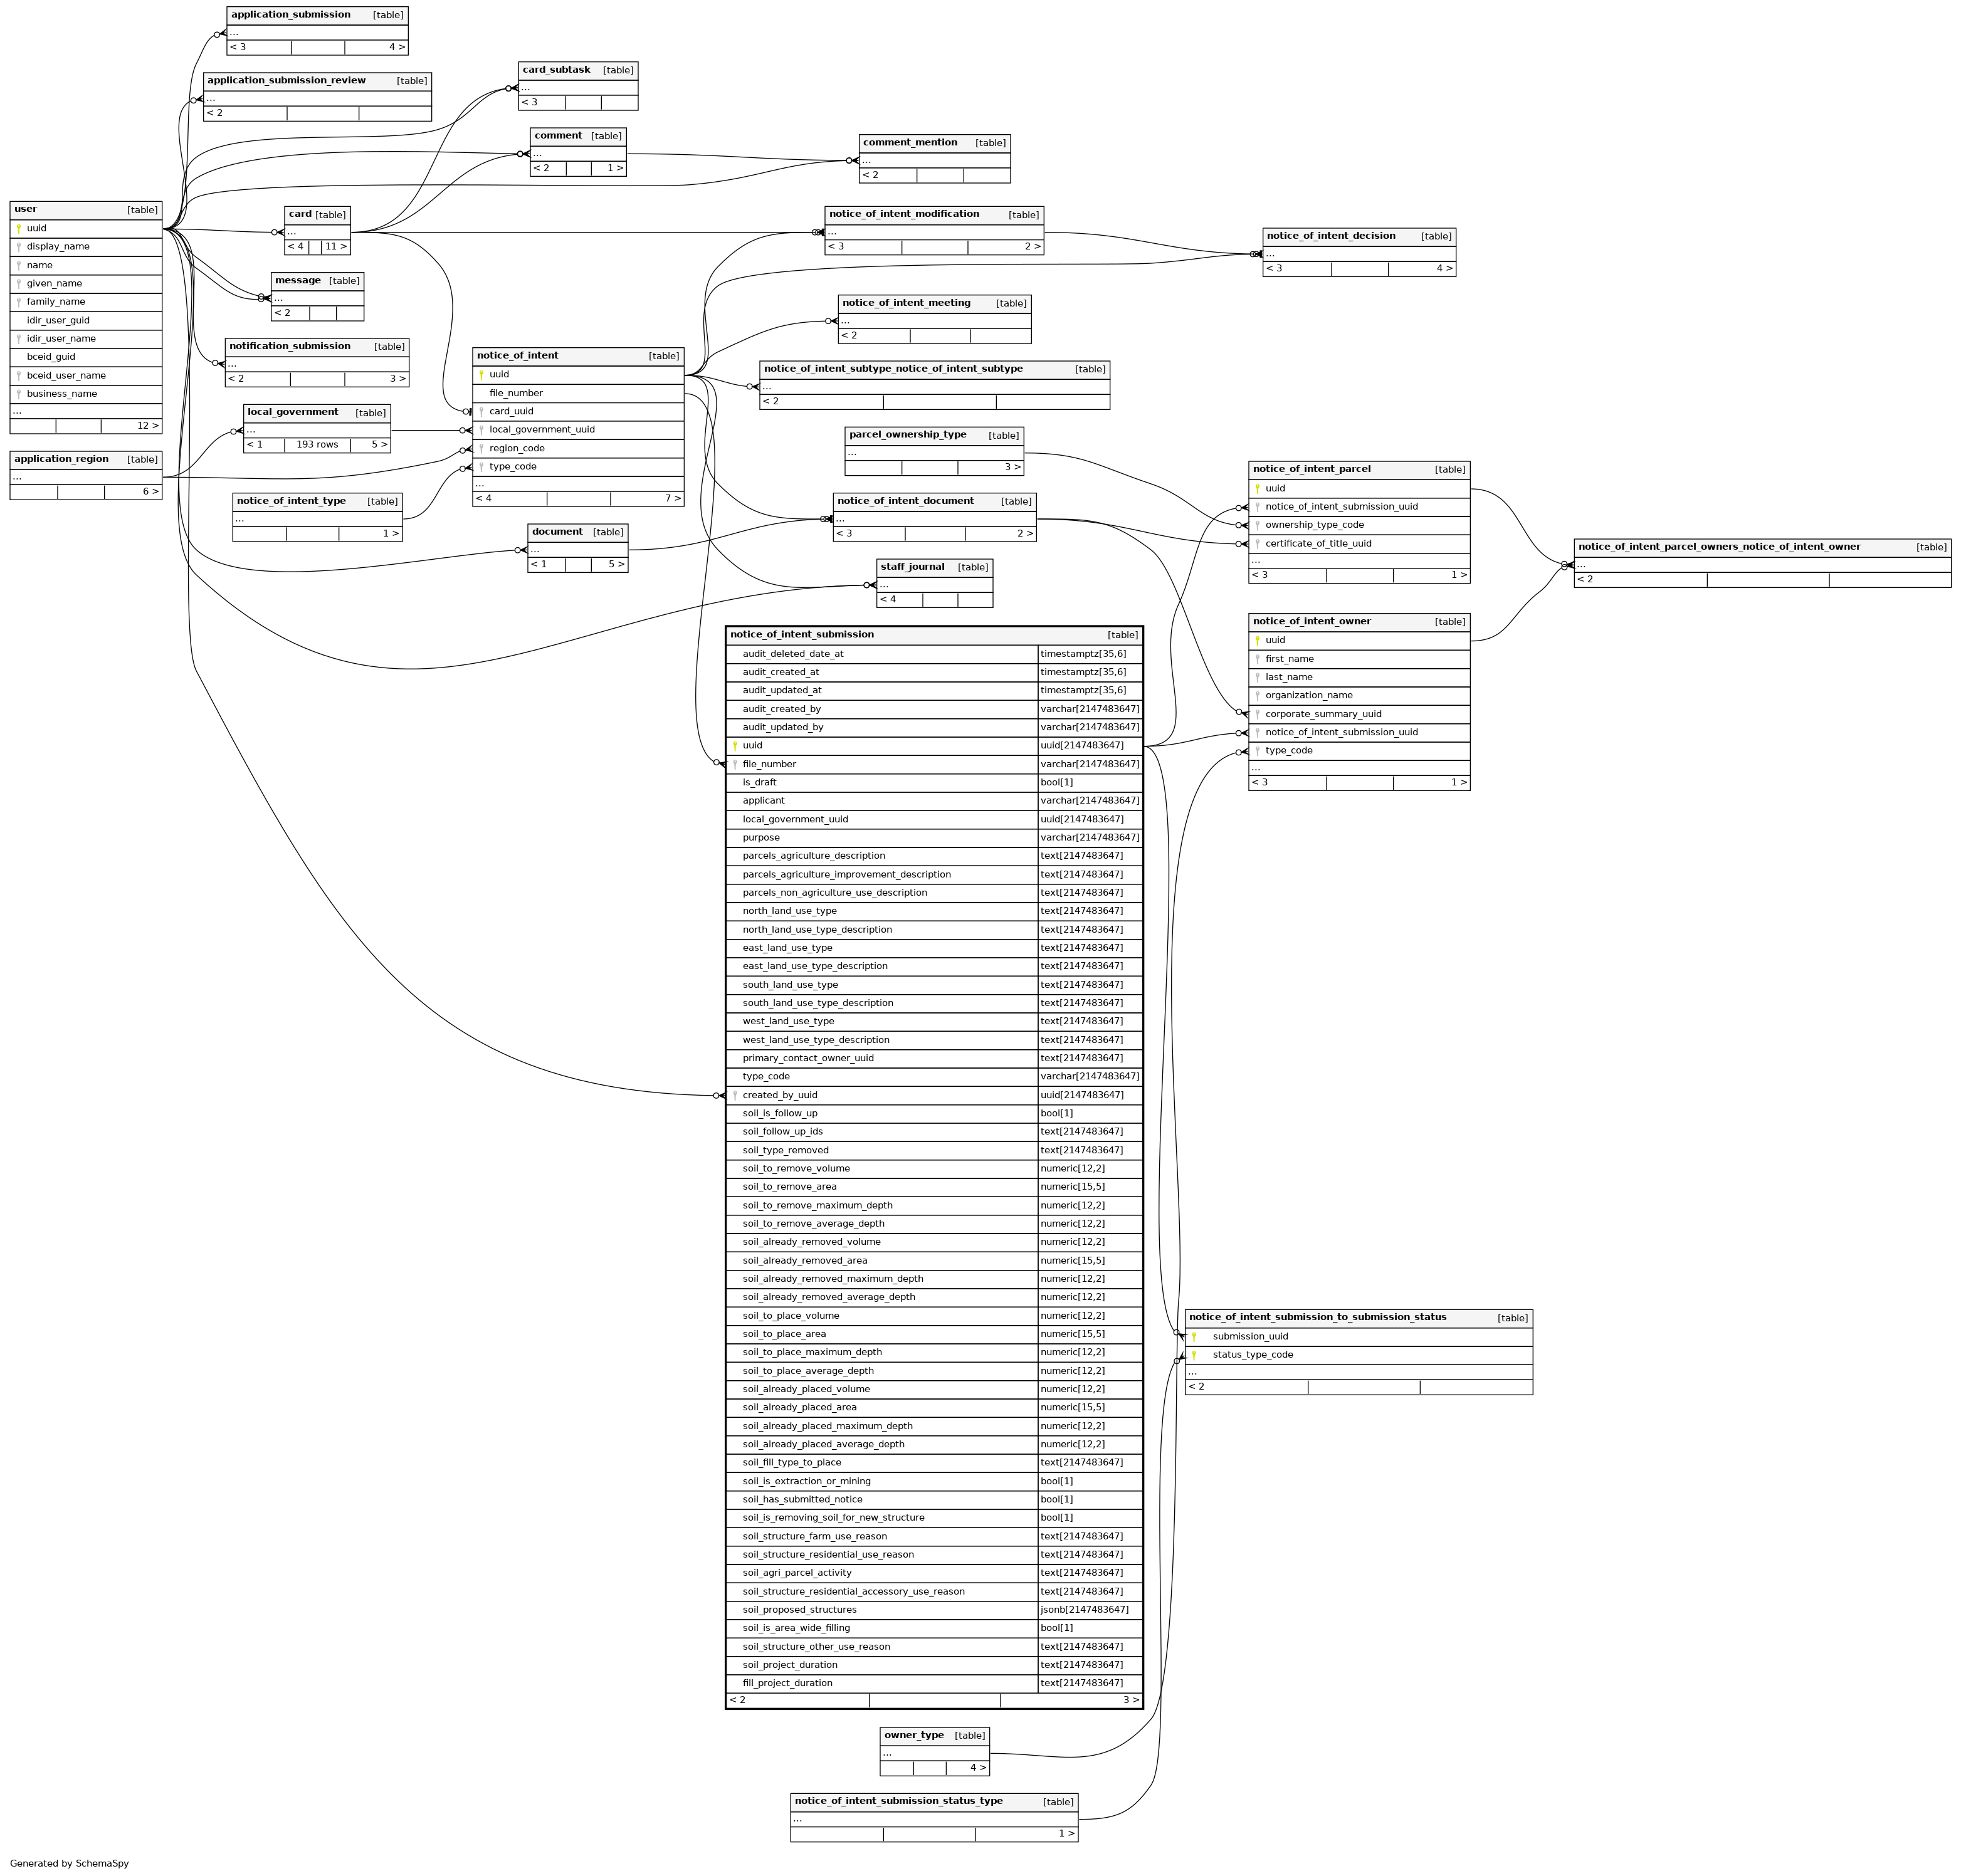 application_submission [table]
...
< 3 4 >
application_submission_review [table]
...
< 2
card_subtask [table]
...
< 3
comment [table]
...
< 2 1 >
comment_mention [table]
...
< 2
user [table]
uuid
display_name
name
given_name
family_name
idir_user_guid
idir_user_name
bceid_guid
bceid_user_name
business_name
...
12 >
card [table]
...
< 4 11 >
notice_of_intent_modification [table]
...
< 3 2 >
notice_of_intent_decision [table]
...
< 3 4 >
message [table]
...
< 2
notice_of_intent_meeting [table]
...
< 2
notification_submission [table]
...
< 2 3 >
notice_of_intent [table]
uuid
file_number
card_uuid
local_government_uuid
region_code
type_code
...
< 4 7 >
notice_of_intent_subtype_notice_of_intent_subtype [table]
...
< 2
local_government [table]
...
< 1 193 rows 5 >
parcel_ownership_type [table]
...
3 >
application_region [table]
...
6 >
notice_of_intent_type [table]
...
1 >
notice_of_intent_document [table]
...
< 3 2 >
document [table]
...
< 1 5 >
notice_of_intent_parcel [table]
uuid
notice_of_intent_submission_uuid
ownership_type_code
certificate_of_title_uuid
...
< 3 1 >
notice_of_intent_parcel_owners_notice_of_intent_owner [table]
...
< 2
staff_journal [table]
...
< 4
notice_of_intent_owner [table]
uuid
first_name
last_name
organization_name
corporate_summary_uuid
notice_of_intent_submission_uuid
type_code
...
< 3 1 >
notice_of_intent_submission [table]
audit_deleted_date_at timestamptz[35,6]
audit_created_at timestamptz[35,6]
audit_updated_at timestamptz[35,6]
audit_created_by varchar[2147483647]
audit_updated_by varchar[2147483647]
uuid uuid[2147483647]
file_number varchar[2147483647]
is_draft bool[1]
applicant varchar[2147483647]
local_government_uuid uuid[2147483647]
purpose varchar[2147483647]
parcels_agriculture_description text[2147483647]
parcels_agriculture_improvement_description text[2147483647]
parcels_non_agriculture_use_description text[2147483647]
north_land_use_type text[2147483647]
north_land_use_type_description text[2147483647]
east_land_use_type text[2147483647]
east_land_use_type_description text[2147483647]
south_land_use_type text[2147483647]
south_land_use_type_description text[2147483647]
west_land_use_type text[2147483647]
west_land_use_type_description text[2147483647]
primary_contact_owner_uuid text[2147483647]
type_code varchar[2147483647]
created_by_uuid uuid[2147483647]
soil_is_follow_up bool[1]
soil_follow_up_ids text[2147483647]
soil_type_removed text[2147483647]
soil_to_remove_volume numeric[12,2]
soil_to_remove_area numeric[15,5]
soil_to_remove_maximum_depth numeric[12,2]
soil_to_remove_average_depth numeric[12,2]
soil_already_removed_volume numeric[12,2]
soil_already_removed_area numeric[15,5]
soil_already_removed_maximum_depth numeric[12,2]
soil_already_removed_average_depth numeric[12,2]
soil_to_place_volume numeric[12,2]
soil_to_place_area numeric[15,5]
soil_to_place_maximum_depth numeric[12,2]
soil_to_place_average_depth numeric[12,2]
soil_already_placed_volume numeric[12,2]
soil_already_placed_area numeric[15,5]
soil_already_placed_maximum_depth numeric[12,2]
soil_already_placed_average_depth numeric[12,2]
soil_fill_type_to_place text[2147483647]
soil_is_extraction_or_mining bool[1]
soil_has_submitted_notice bool[1]
soil_is_removing_soil_for_new_structure bool[1]
soil_structure_farm_use_reason text[2147483647]
soil_structure_residential_use_reason text[2147483647]
soil_agri_parcel_activity text[2147483647]
soil_structure_residential_accessory_use_reason text[2147483647]
soil_proposed_structures jsonb[2147483647]
soil_is_area_wide_filling bool[1]
soil_structure_other_use_reason text[2147483647]
soil_project_duration text[2147483647]
fill_project_duration text[2147483647]
< 2 3 >
notice_of_intent_submission_to_submission_status [table]
submission_uuid
status_type_code
...
< 2
owner_type [table]
...
4 >
notice_of_intent_submission_status_type [table]
...
1 >
Generated by SchemaSpy